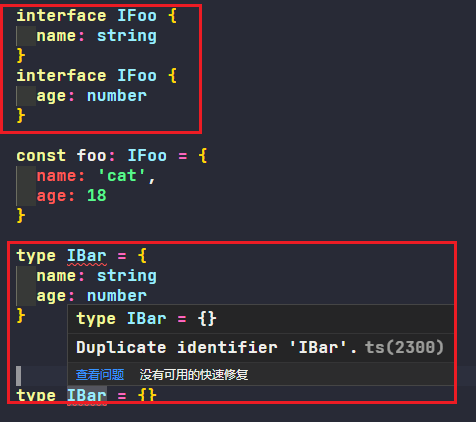 interface IFoo {
name: string
}
interface IFoo {
age: number
}
const foo: IFoo = {
name: 'cat',
age: 18
}
type IBar = {
name: string
age: number
}
type IBar = {}
Duplicate identifier 'IBar'. ts(2300)
查看问题 没有可用的快速修复
type IBar = {}